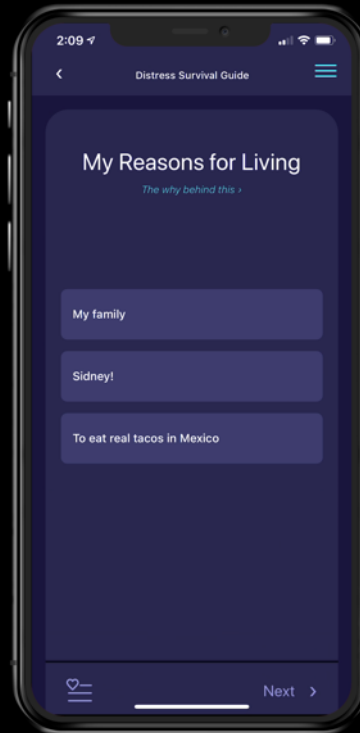 2:09
Distress Survival Guide
My Reasons for Living
The why behind this ›
My family
Sidney!
To eat real tacos in Mexico
Next ›